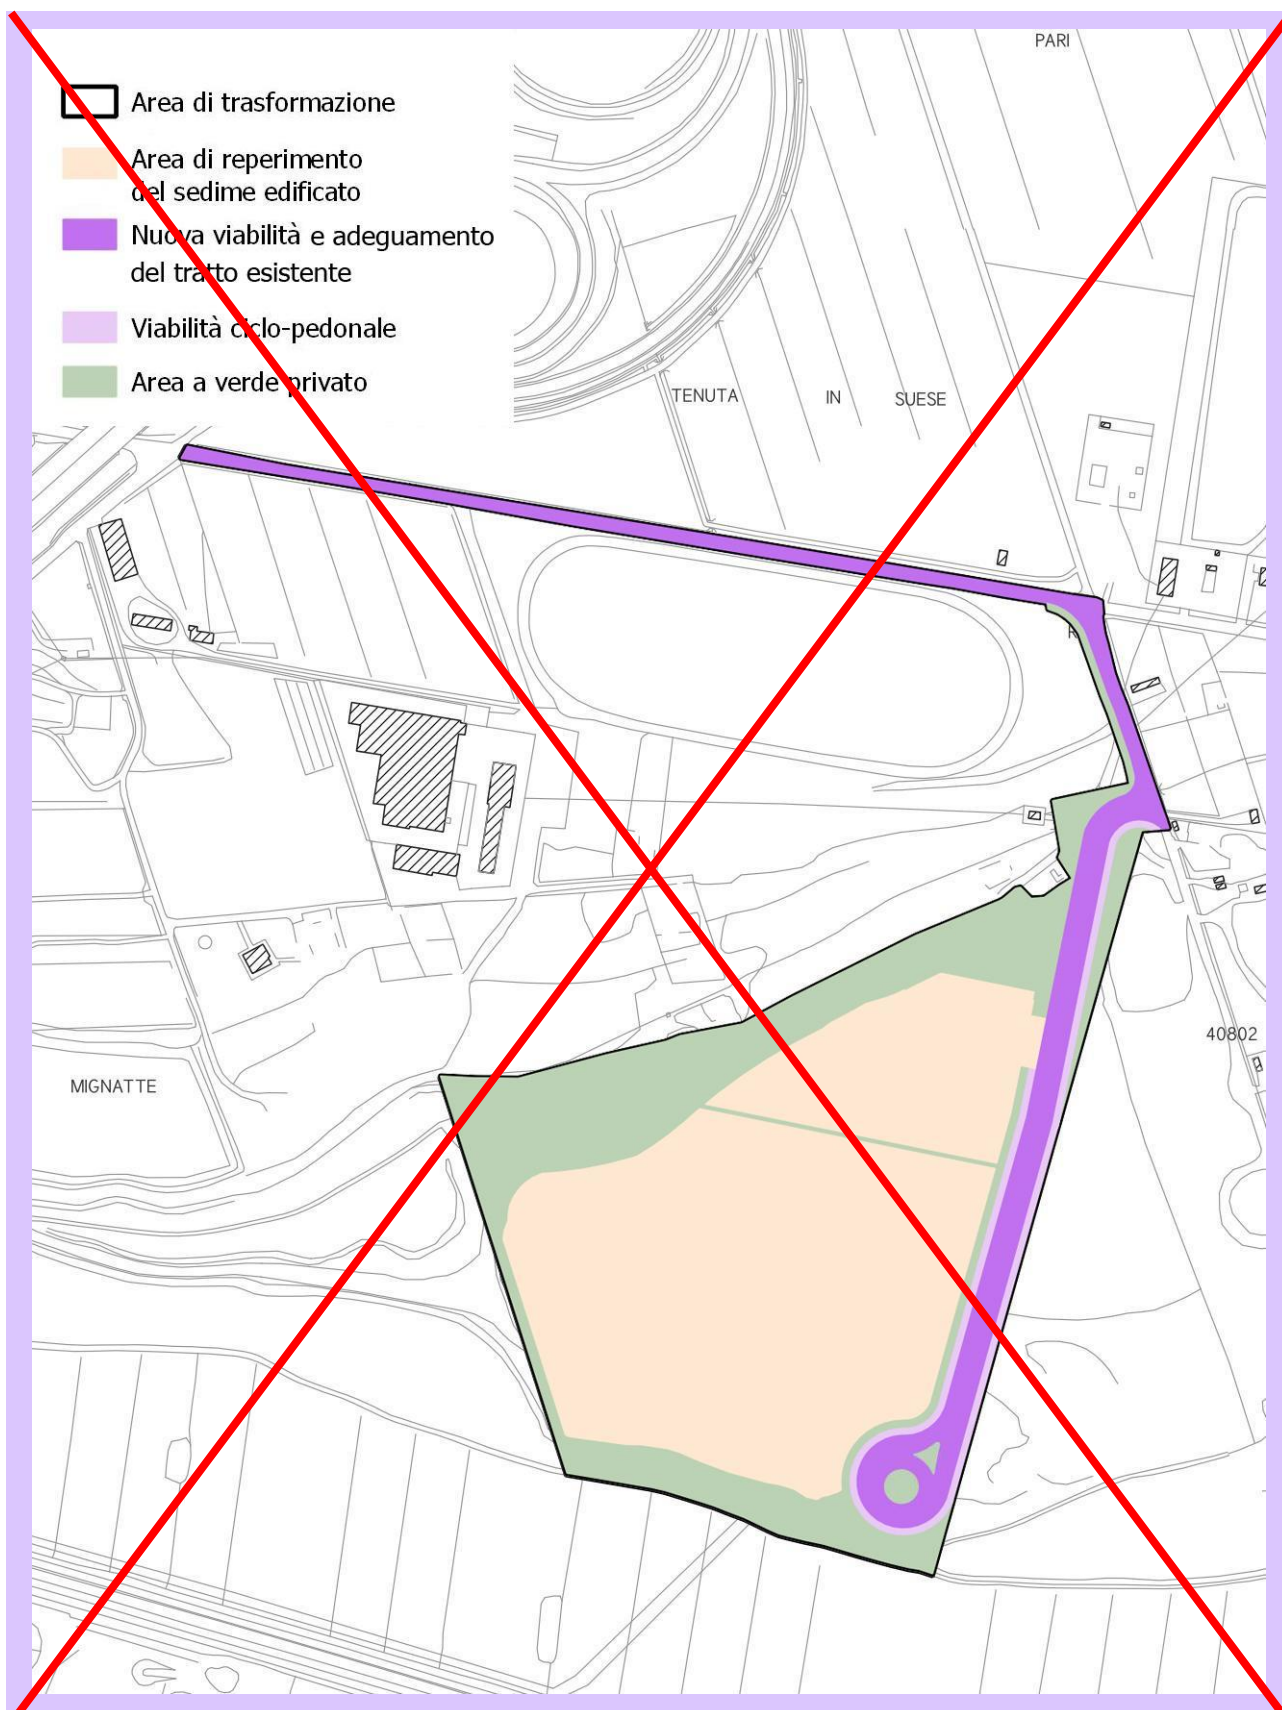 PARI
Area di trasformazione
Area di reperimento
del sedime edificato
Nuova viabilità e adeguamento
del tratto esistente
Viabilità ciclo-pedonale
Area a verde privato
TENUTA IN SUESE
40802
MIGNATTE